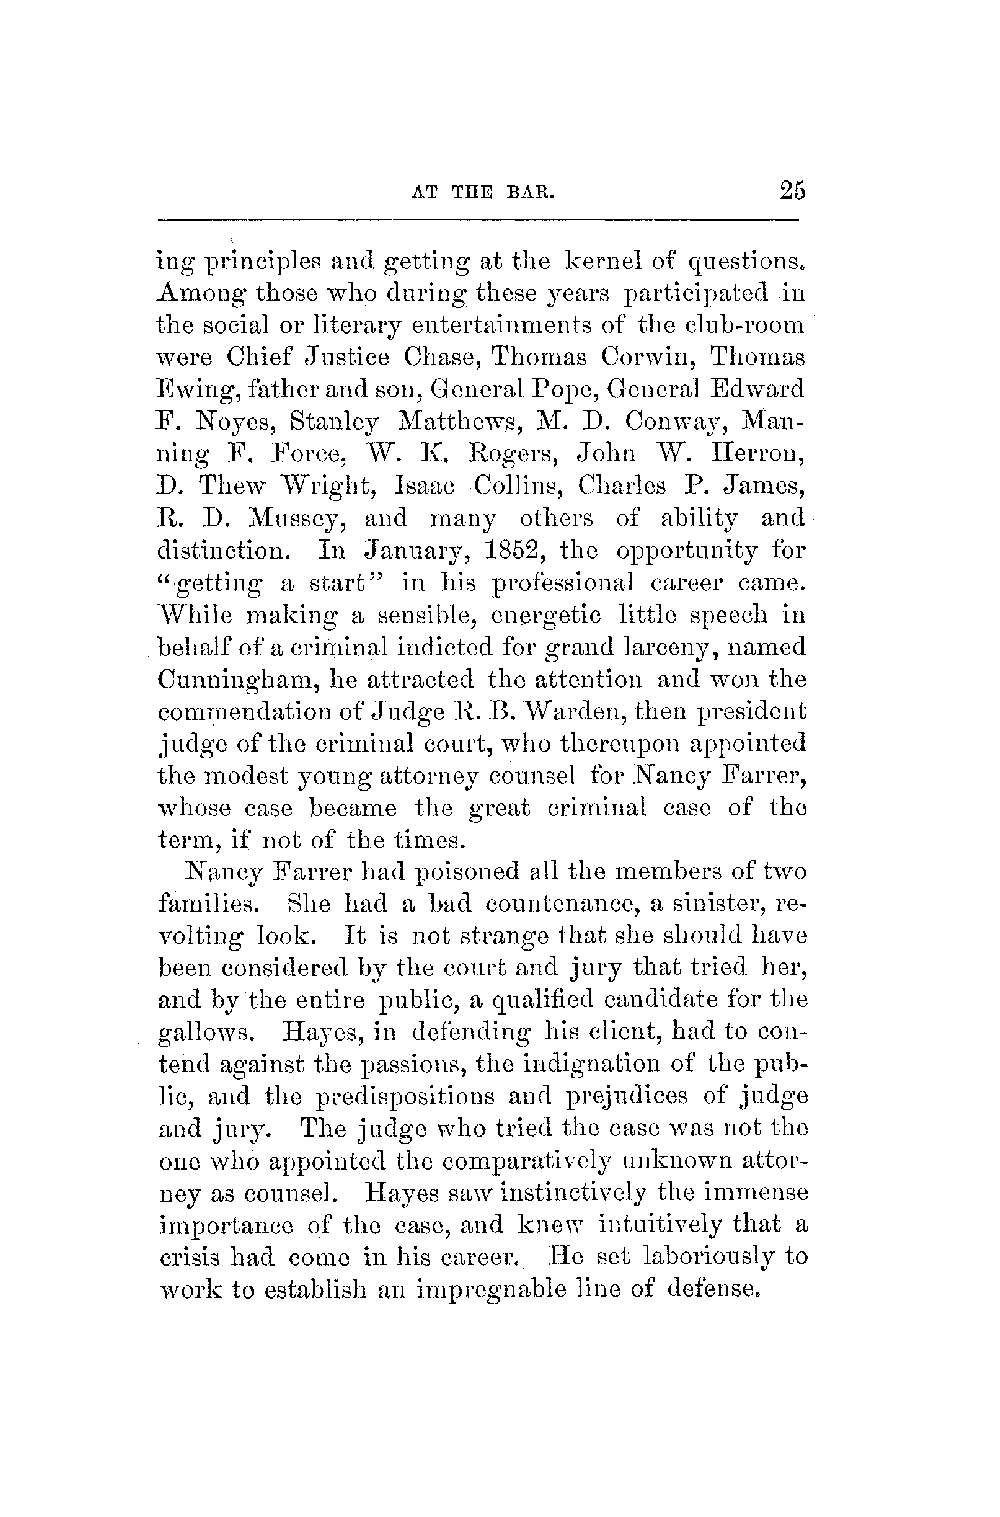 AT THE BAR. 25
ing principles and getting at the kernel of questions.
Among those who during these years participated in
the social or literary entertainments of the club-room
were Chief Justice Chase, Thomas Corwin, Thomas
Ewing, father and son, General Pope, General Edward
F. Noyes, Stanley Matthews, M. D. Conway, Man-
ning F. Force, W. K. Rogers, John W. Herron,
D. Thew Wright, Isaac Collins, Charles P. James,
R. D. Mussey, and many others of ability and
distinction. In January, 1852, the opportunity for
"getting a start" in his professional career came.
While making a sensible, energetic little speech in
behalf of a criminal indicted for grand larceny, named
Cunningham, he attracted the attention and won the
commendation of Judge R. B. Warden, then president
judge of the criminal court, who thereupon appointed
the modest young attorney counsel for Nancy Farrer,
whose case became the great criminal case of the
term, if not of the times.
Nancy Farrer had poisoned all the members of two
families. She had a bad countenance, a sinister, re-
volting look. It is not strange that she should have
been considered by the court and jury that tried her,
and by the entire public, a qualified candidate for the
gallows. Hayes, in defending his client, had to con-
tend against the passions, the indignation of the pub-
lic, and the predispositions and prejudices of judge
and jury. The judge who tried the case was not the
one who appointed the comparatively unknown attor-
ney as counsel. Hayes saw instinctively the immense
importance of the case, and knew intuitively that a
crisis had come in his career. He set laboriously to
work to establish an impregnable line of defense.